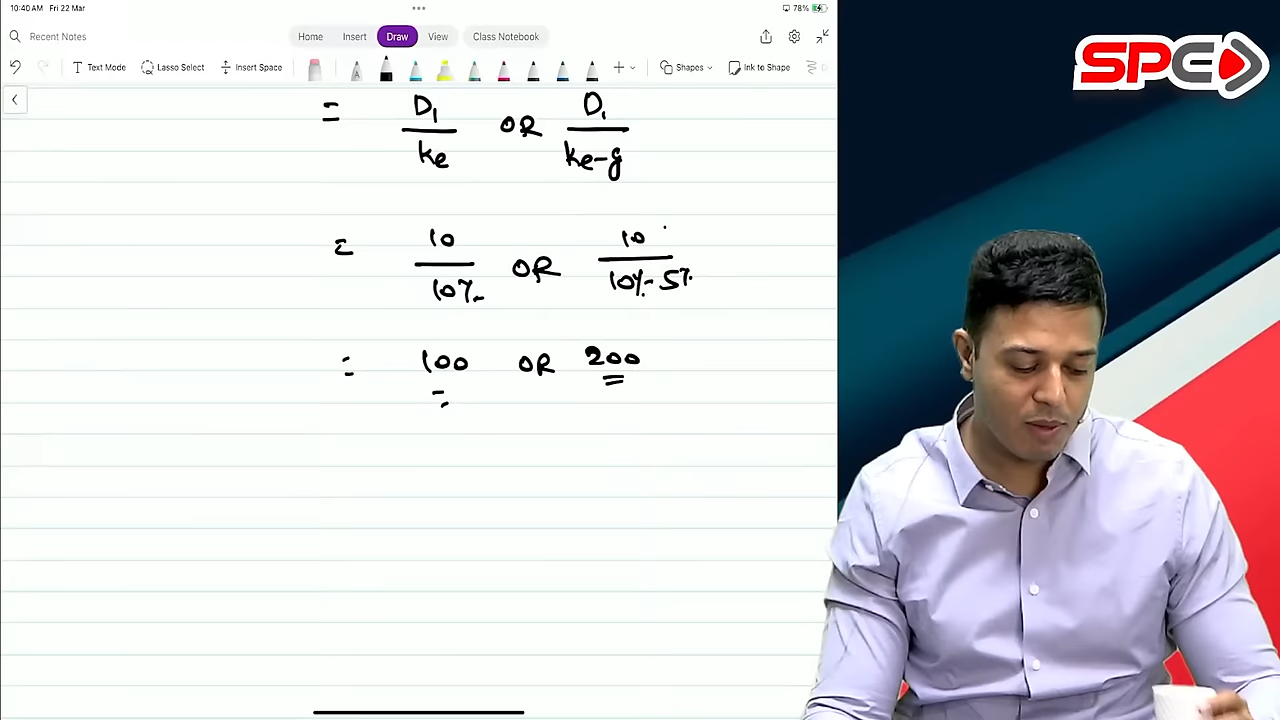 10:40 AM Fri 22 Mar 78%
Recent Notes Home Insert Draw View Class Notebook
Text Mode Lasso Select Insert Space Shapes Ink to Shape
SPC
= D1 / ke OR D1 / ke-g
= 10 / 10% OR 10 / 10%-5%
= 100 OR 200